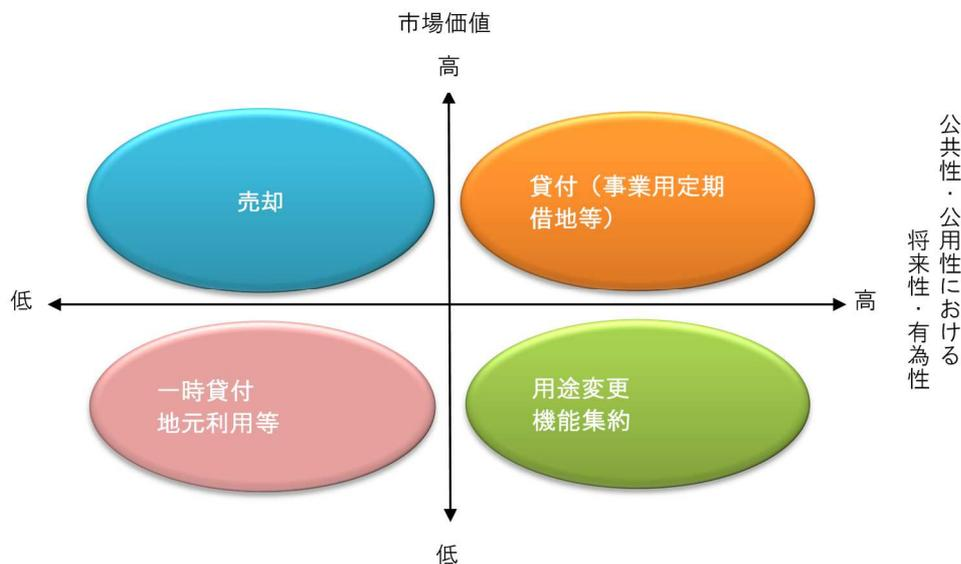 市場価値
高
売却
貸付（事業用定期
借地等）
低
高
公共性・公用性における
将来性・有為性
一時貸付
地元利用等
用途変更
機能集約
低